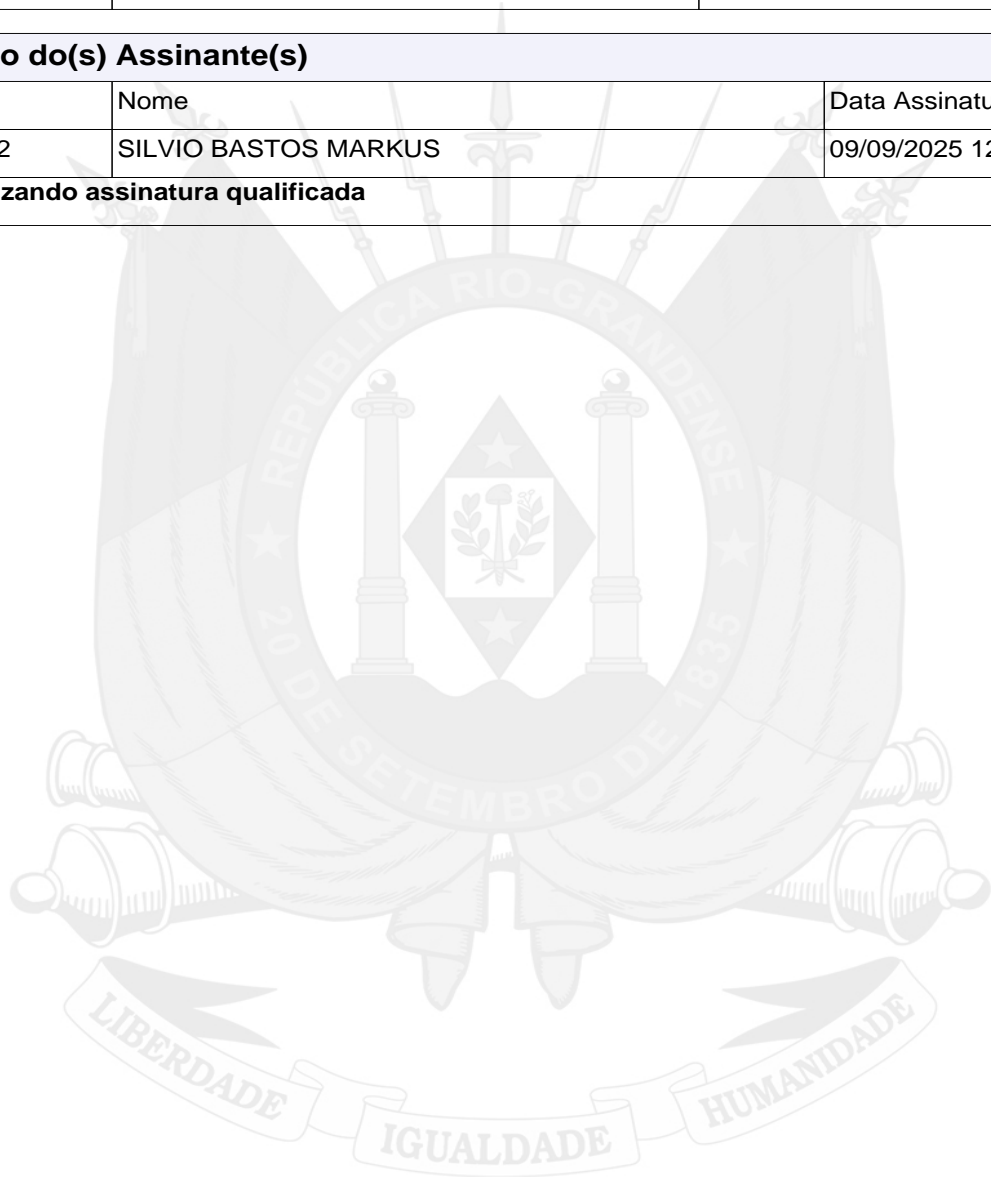 o do(s) Assinante(s)
Nome Data Assinatu
2 SILVIO BASTOS MARKUS 09/09/2025 12
zando assinatura qualificada
REPÚBLICA RIO-GRANDENSE
20 DE SETEMBRO DE 1835
LIBERDADE IGUALDADE HUMANIDADE